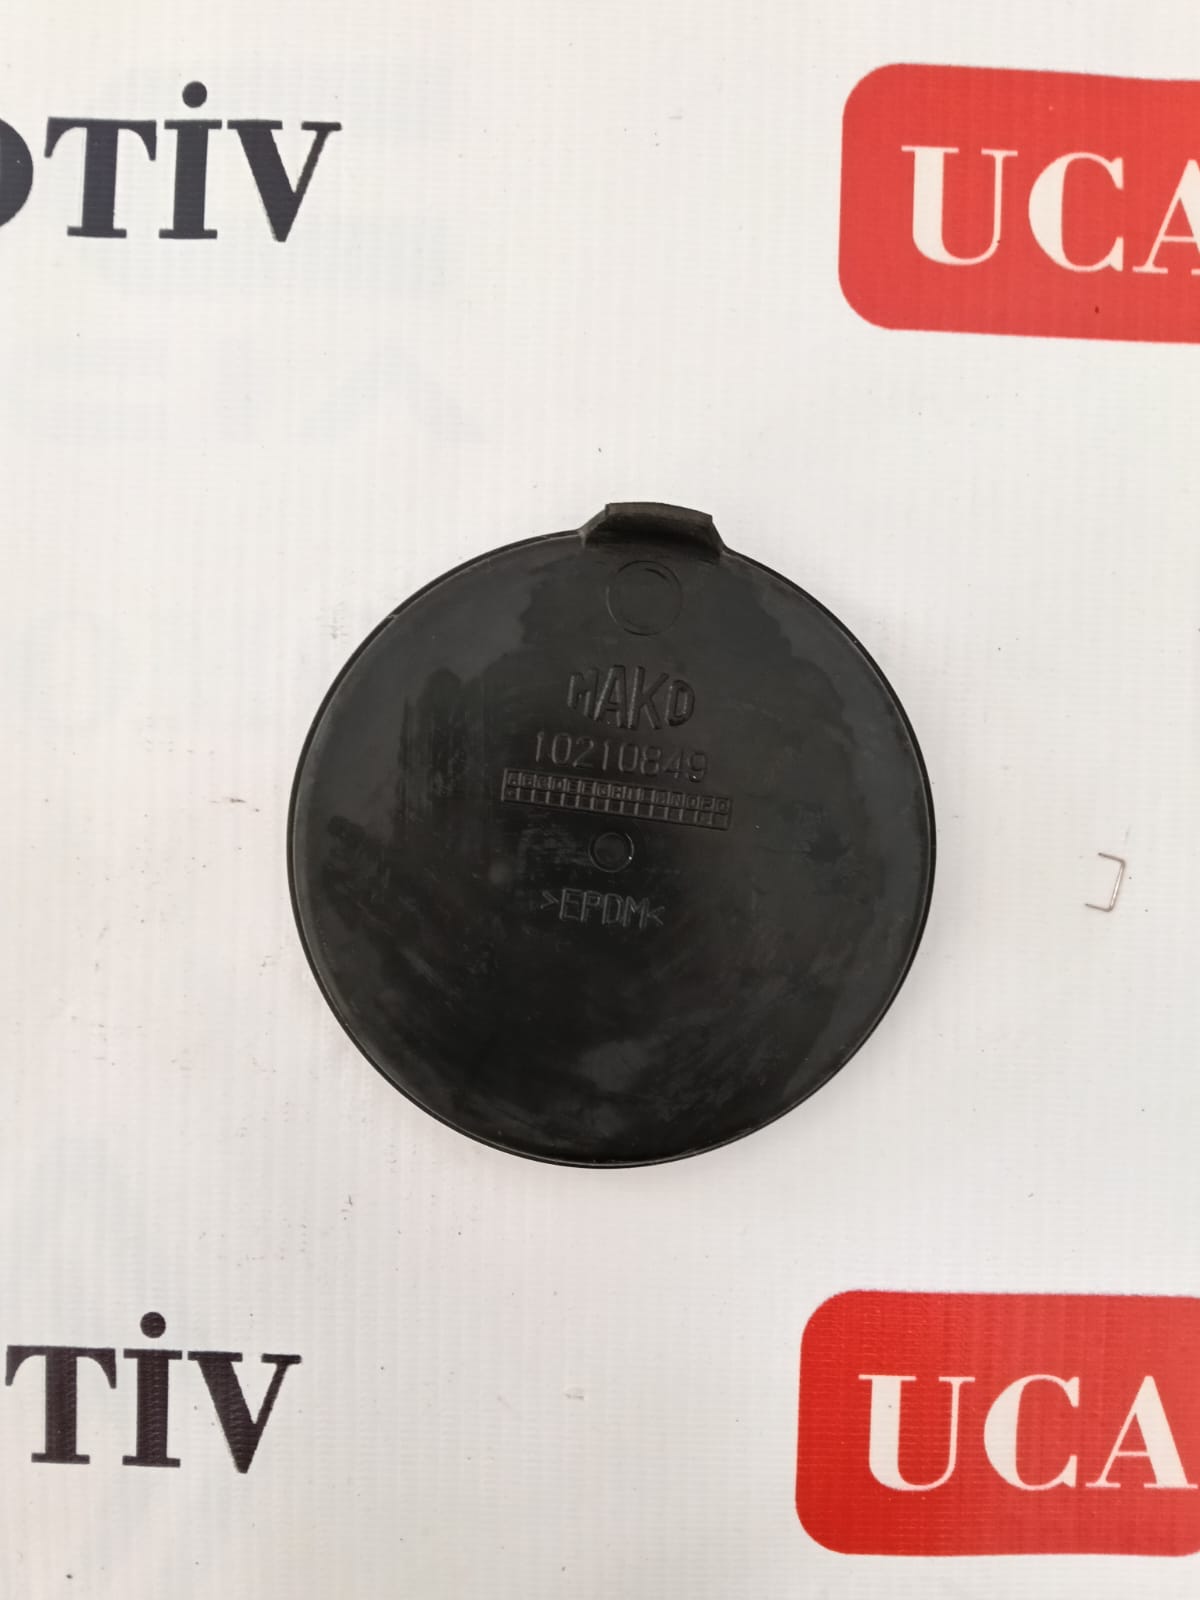 OTİV
UCA
MAKO
10210849
>EPDM<
TİV
UCA